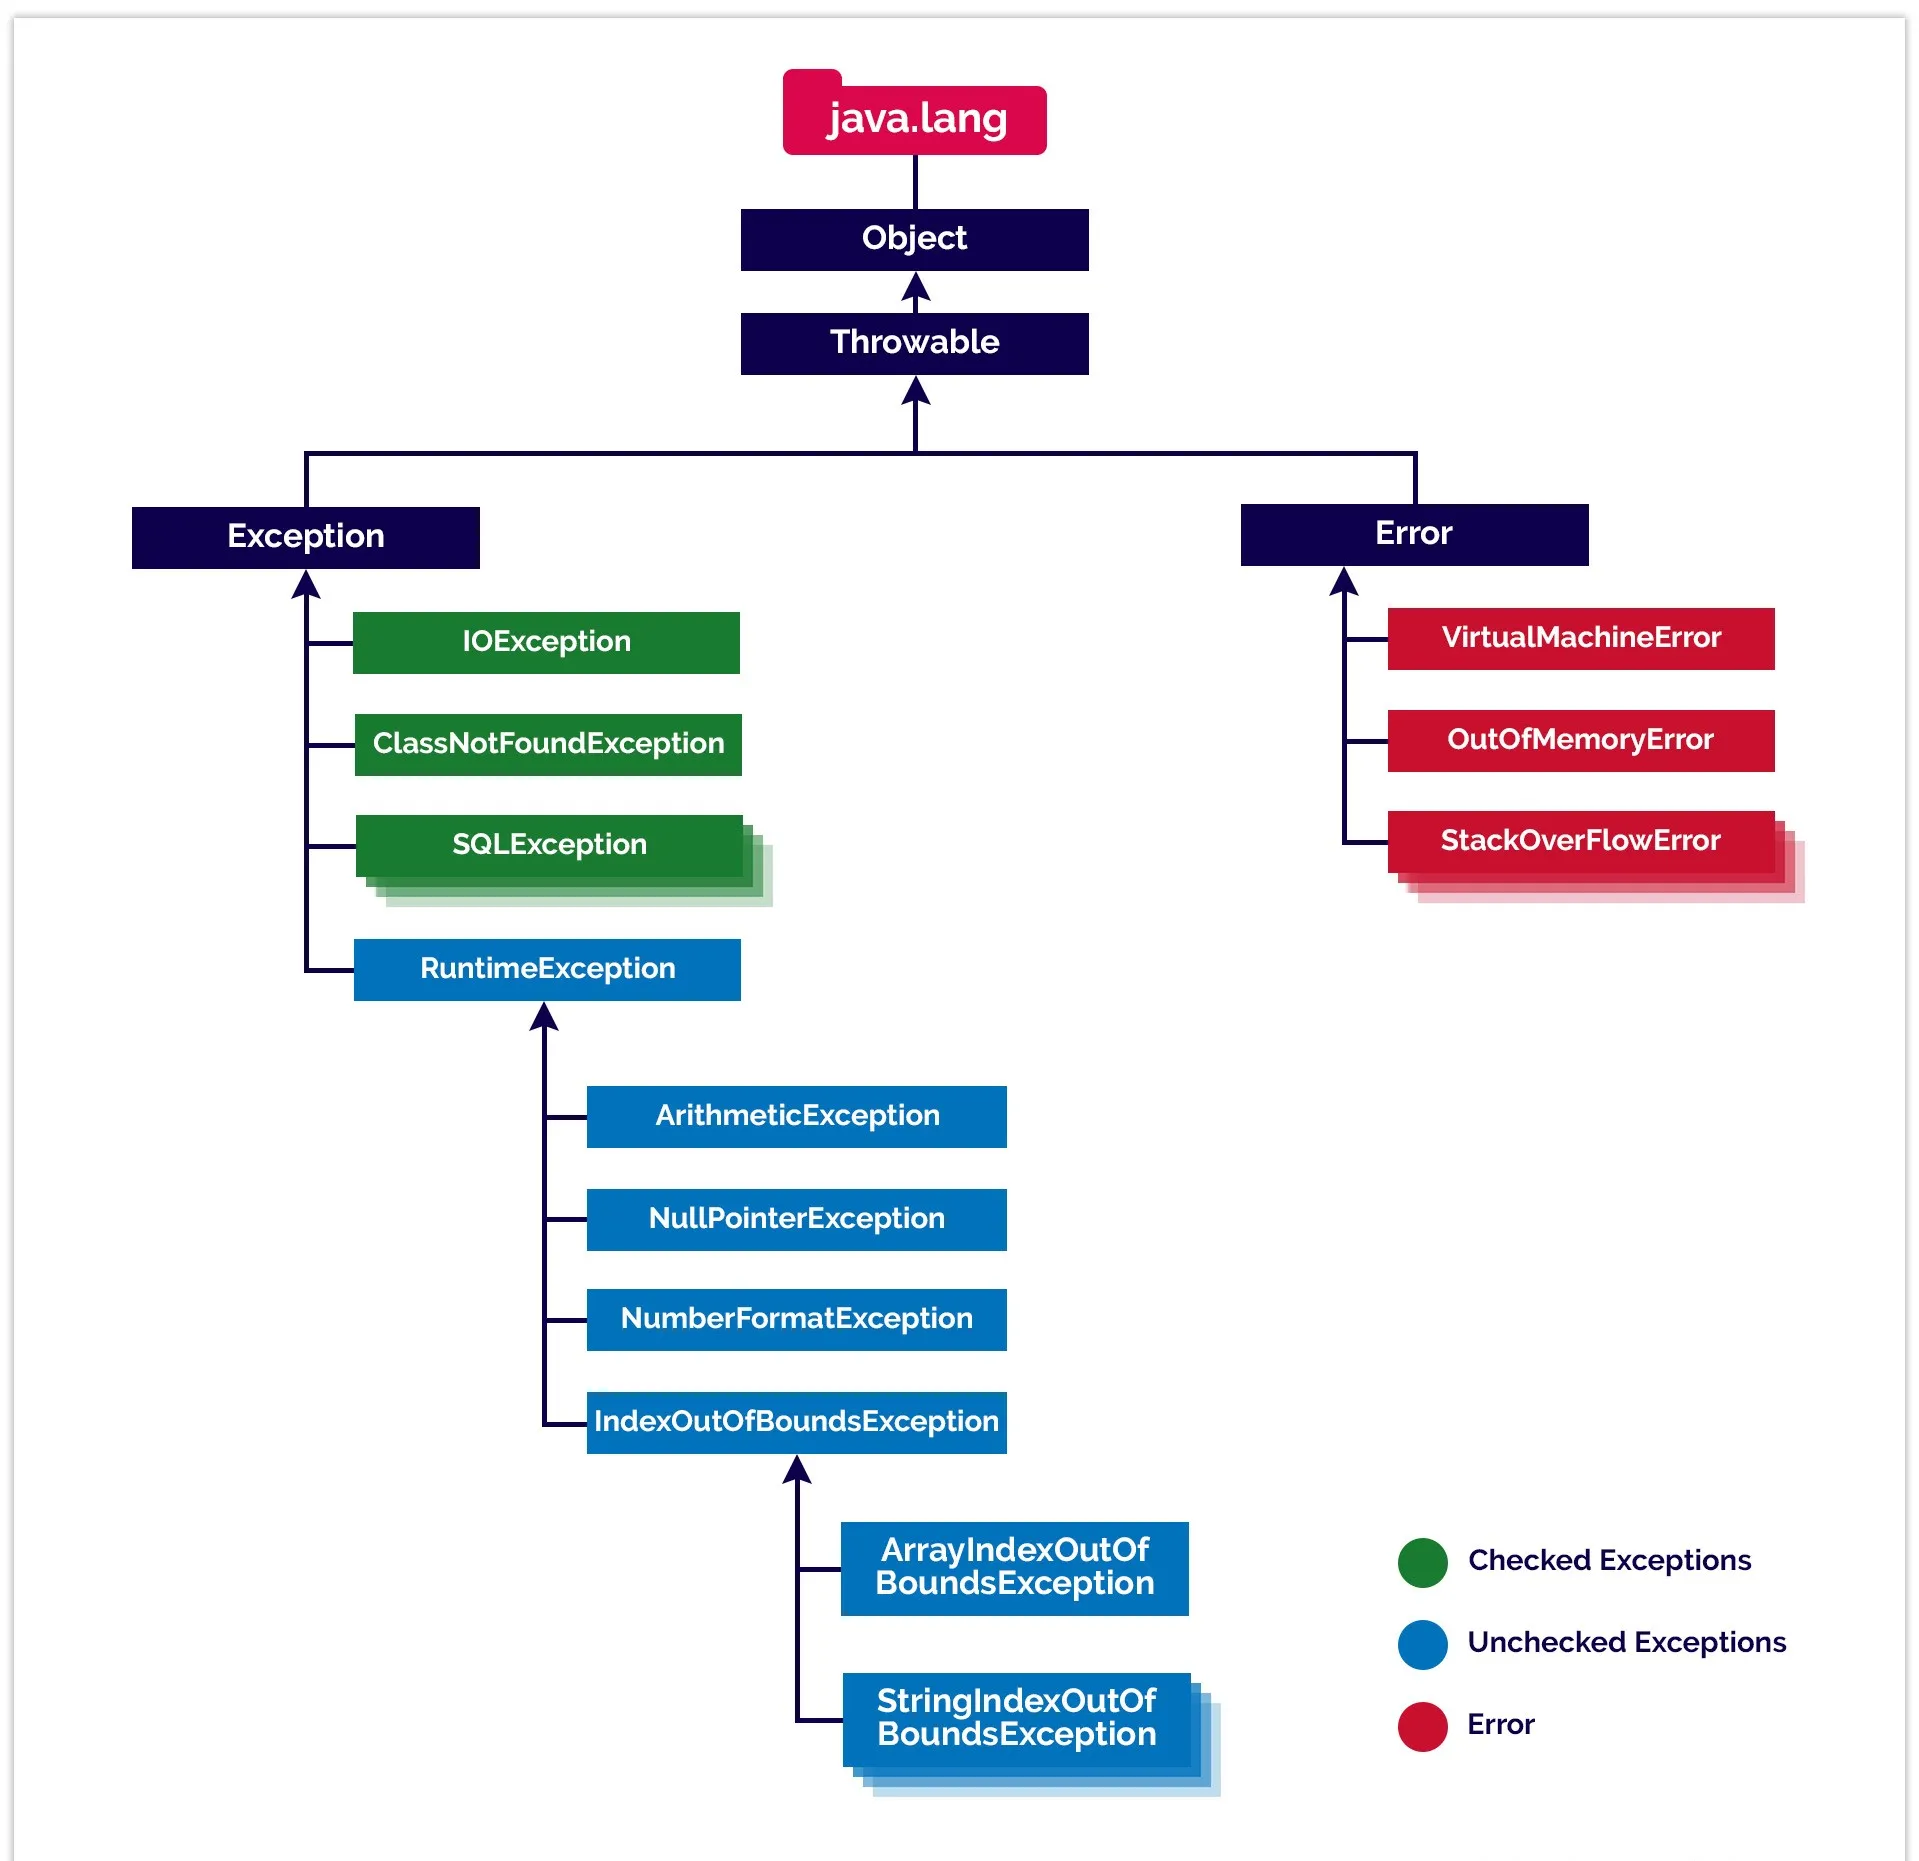 java.lang
Object
Throwable
Exception
Error
IOException
ClassNotFoundException
SQLException
RuntimeException
VirtualMachineError
OutOfMemoryError
StackOverFlowError
ArithmeticException
NullPointerException
NumberFormatException
IndexOutOfBoundsException
ArrayIndexOutOf
BoundsException
StringIndexOutOf
BoundsException
Checked Exceptions
Unchecked Exceptions
Error